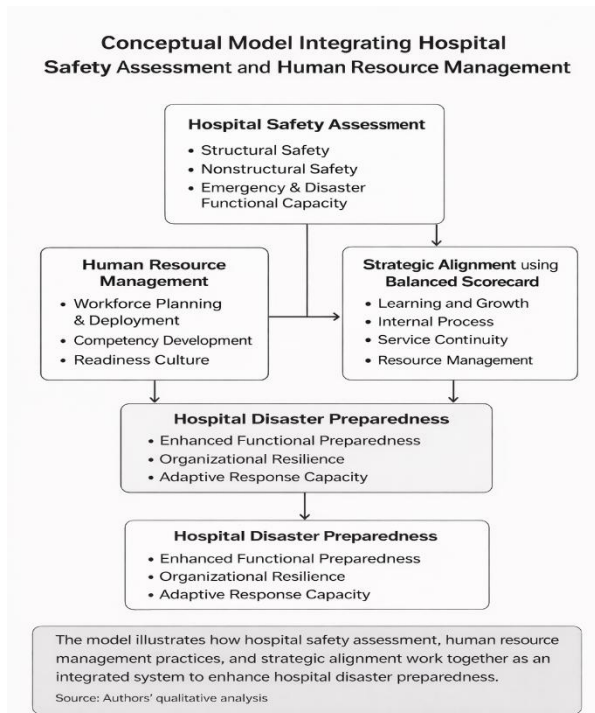 Conceptual Model Integrating Hospital
Safety Assessment and Human Resource Management
Hospital Safety Assessment
• Structural Safety
• Nonstructural Safety
• Emergency & Disaster
Functional Capacity
Human Resource
Management
• Workforce Planning
& Deployment
• Competency Development
• Readiness Culture
Strategic Alignment using
Balanced Scorecard
• Learning and Growth
• Internal Process
• Service Continuity
• Resource Management
Hospital Disaster Preparedness
• Enhanced Functional Preparedness
• Organizational Resilience
• Adaptive Response Capacity
Hospital Disaster Preparedness
• Enhanced Functional Preparedness
• Organizational Resilience
• Adaptive Response Capacity
The model illustrates how hospital safety assessment, human resource
management practices, and strategic alignment work together as an
integrated system to enhance hospital disaster preparedness.
Source: Authors' qualitative analysis